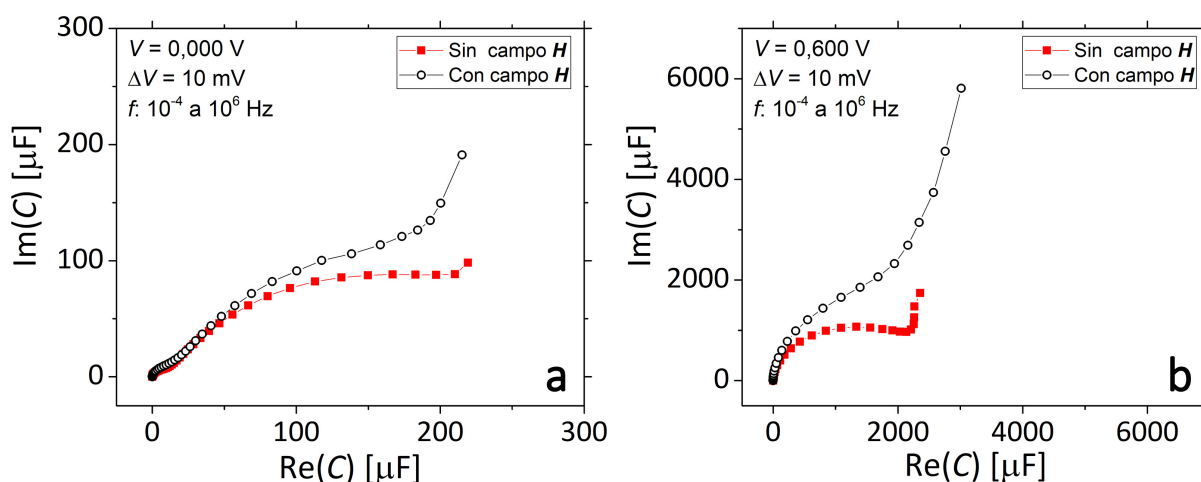 300
200
100
0
Im(C) [μF]
V = 0,000 V
ΔV = 10 mV
f: 10⁻⁴ a 10⁶ Hz
Sin campo H
Con campo H
a
0
100
200
300
Re(C) [μF]
6000
4000
2000
0
Im(C) [μF]
V = 0,600 V
ΔV = 10 mV
f: 10⁻⁴ a 10⁶ Hz
Sin campo H
Con campo H
b
0
2000
4000
6000
Re(C) [μF]